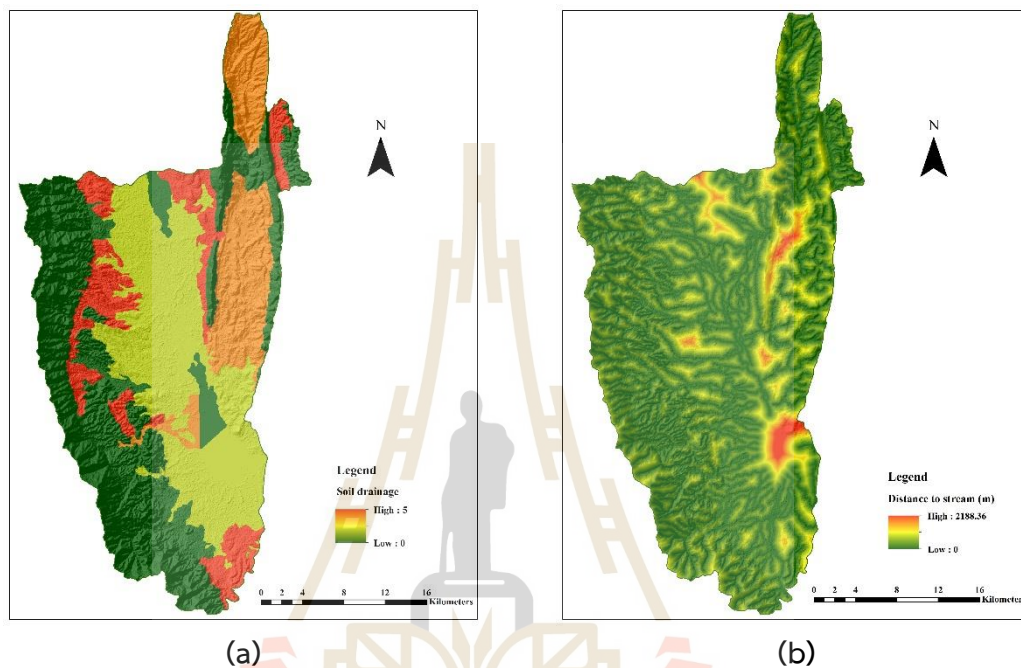 N
Legend
Soil drainage
High : 5
Low : 0
0 2 4 8 12 16
Kilometers
(a)
N
Legend
Distance to stream (m)
High : 2188.36
Low : 0
0 2 4 8 12 16
Kilometers
(b)